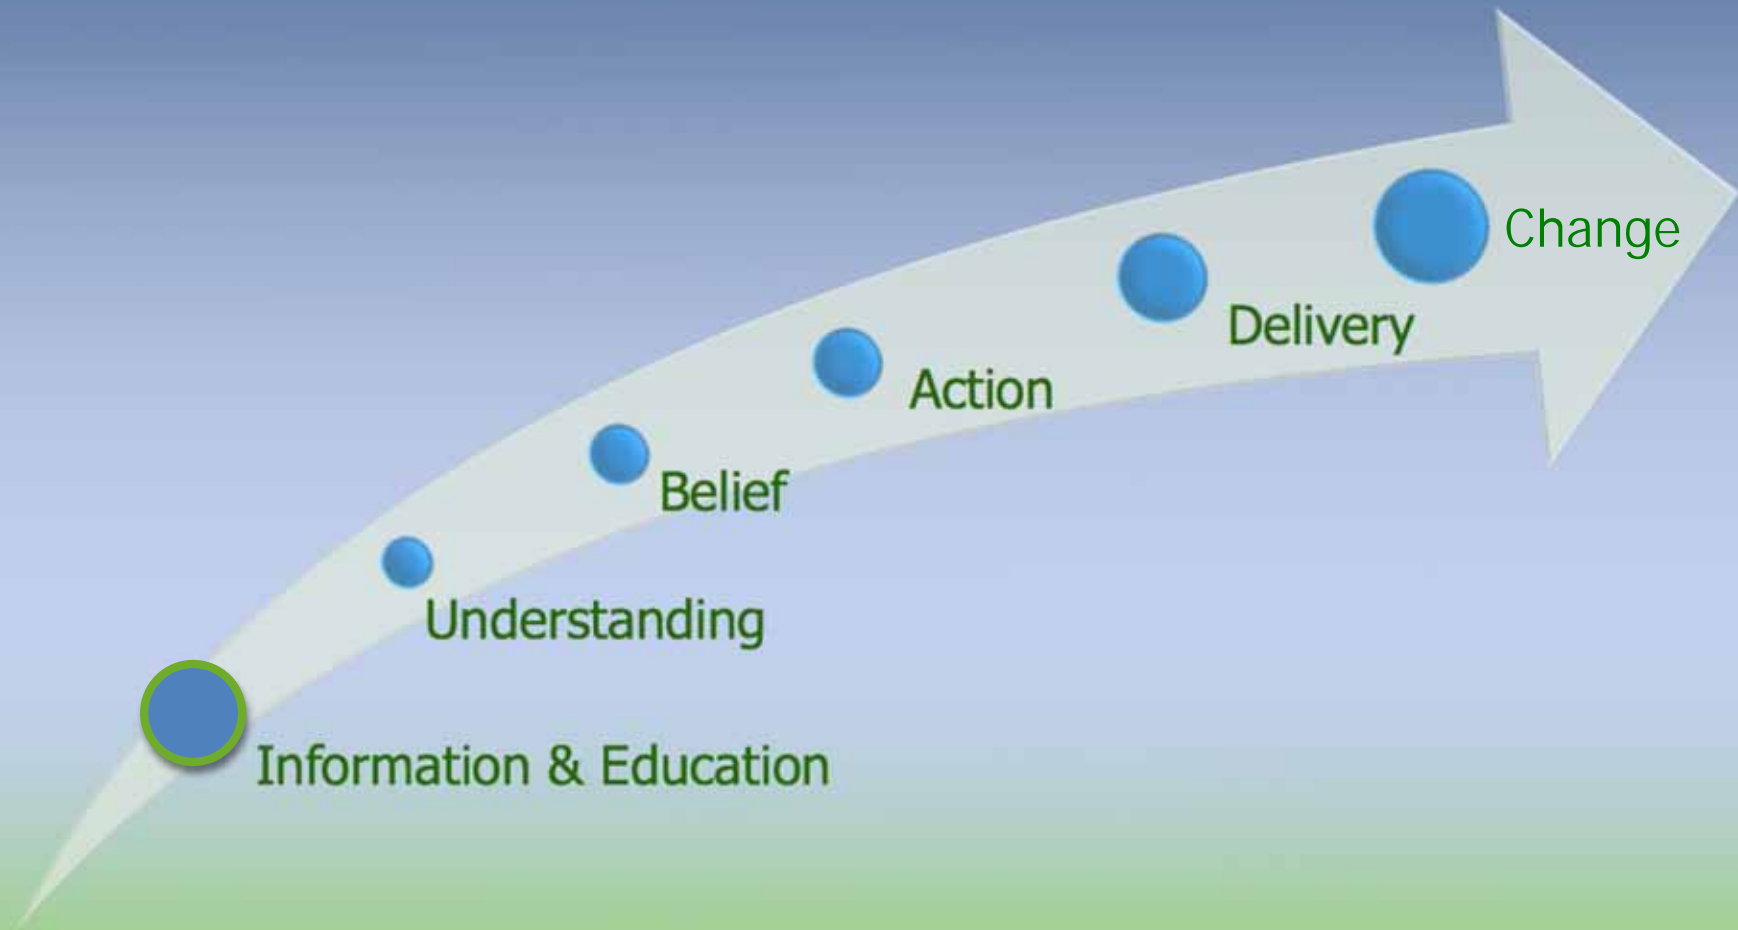 Change
Delivery
Action
Belief
Understanding
Information & Education